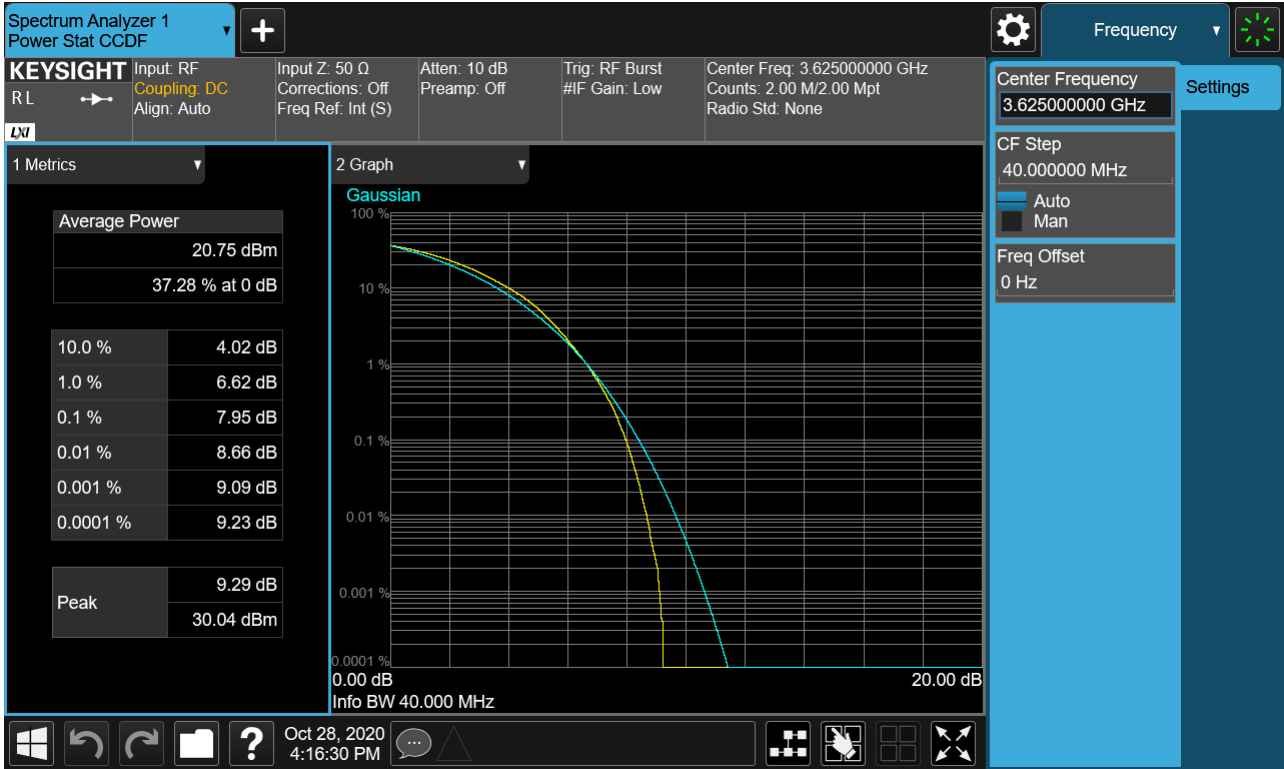 Spectrum Analyzer 1
Power Stat CCDF
Frequency
KEYSIGHT
R L
LXI
Input: RF
Coupling: DC
Align: Auto
Input Z: 50 Ω
Corrections: Off
Freq Ref: Int (S)
Atten: 10 dB
Preamp: Off
Trig: RF Burst
#IF Gain: Low
Center Freq: 3.625000000 GHz
Counts: 2.00 M/2.00 Mpt
Radio Std: None
Center Frequency
3.625000000 GHz
Settings
CF Step
40.000000 MHz
Auto
Man
Freq Offset
0 Hz
1 Metrics
Average Power
20.75 dBm
37.28 % at 0 dB
10.0 % 4.02 dB
1.0 % 6.62 dB
0.1 % 7.95 dB
0.01 % 8.66 dB
0.001 % 9.09 dB
0.0001 % 9.23 dB
Peak
9.29 dB
30.04 dBm
2 Graph
Gaussian
100 %
10 %
1 %
0.1 %
0.01 %
0.001 %
0.0001 %
0.00 dB 20.00 dB
Info BW 40.000 MHz
Oct 28, 2020
4:16:30 PM